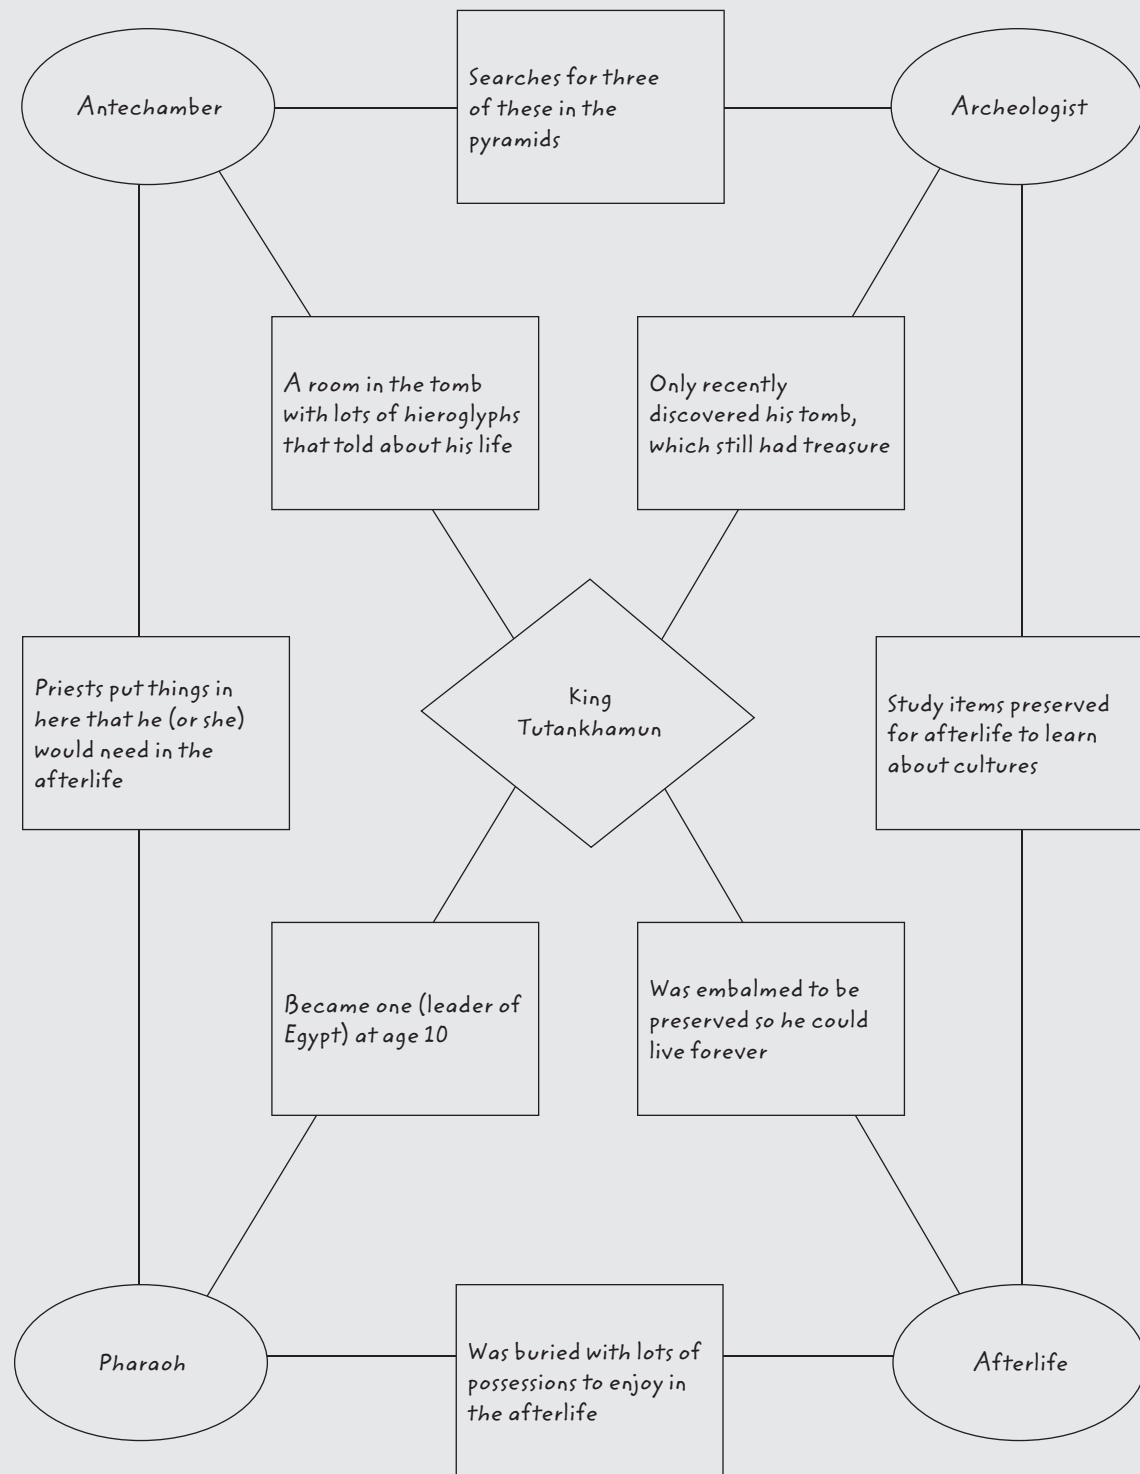 Antechamber
Searches for three
of these in the
pyramids
Archeologist
A room in the tomb
with lots of hieroglyphs
that told about his life
Only recently
discovered his tomb,
which still had treasure
Priests put things in
here that he (or she)
would need in the
afterlife
King
Tutankhamun
Study items preserved
for afterlife to learn
about cultures
Became one (leader of
Egypt) at age 10
Was embalmed to be
preserved so he could
live forever
Pharaoh
Was buried with lots of
possessions to enjoy in
the afterlife
Afterlife